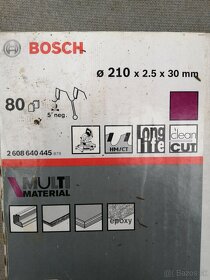 BOSCH
ø 210 x 2.5 x 30 mm
80
5° neg.
HM/CT
Long
life
clean
CUT
2 608 640 445
MULTI
MATERIAL
epoxy